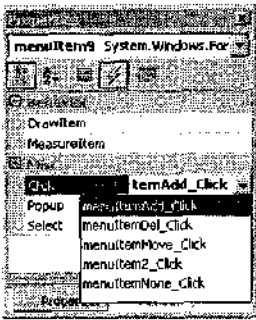 menuItem9 System.Windows.For
DrawItem
MeasureItem
Click temAdd_Click
Popup menuItemAdd_Click
Select menuItemDel_Click
menuItemMove_Click
menuItem2_Click
menuItemNone_Click